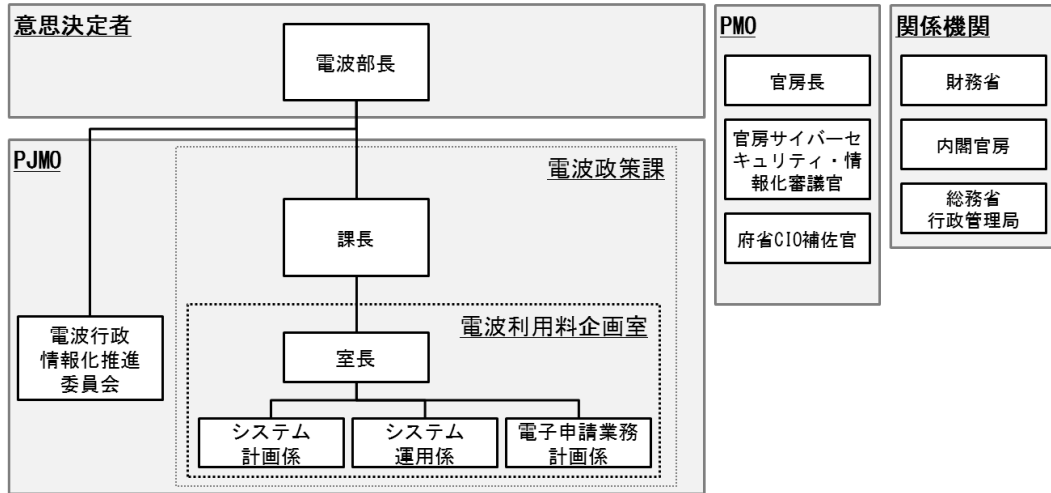 意思決定者
電波部長
PJMO
電波政策課
課長
電波利用料企画室
室長
電波行政
情報化推進
委員会
システム
計画係
システム
運用係
電子申請業務
計画係
PMO
官房長
官房サイバーセ
キュリティ・情
報化審議官
府省CIO補佐官
関係機関
財務省
内閣官房
総務省
行政管理局